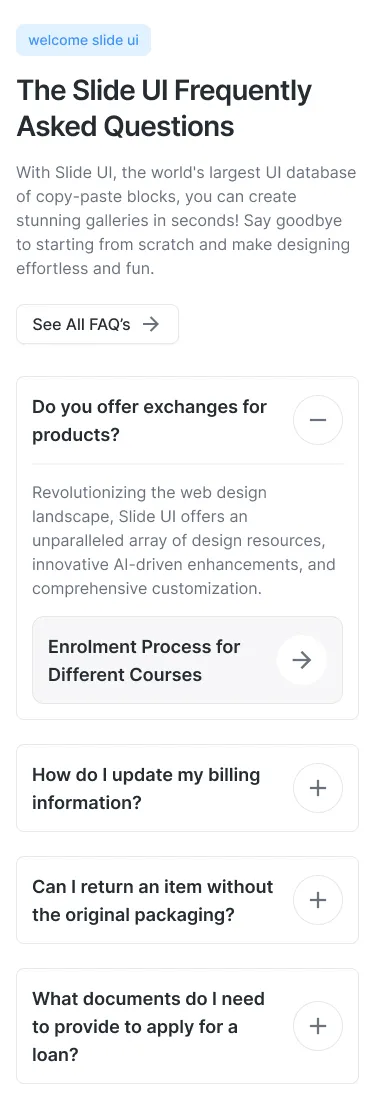 welcome slide ui
The Slide UI Frequently
Asked Questions
With Slide UI, the world's largest UI database
of copy-paste blocks, you can create
stunning galleries in seconds! Say goodbye
to starting from scratch and make designing
effortless and fun.
See All FAQ’s
Do you offer exchanges for
products?
Revolutionizing the web design
landscape, Slide UI offers an
unparalleled array of design resources,
innovative AI-driven enhancements, and
comprehensive customization.
Enrolment Process for
Different Courses
How do I update my billing
information?
Can I return an item without
the original packaging?
What documents do I need
to provide to apply for a
loan?